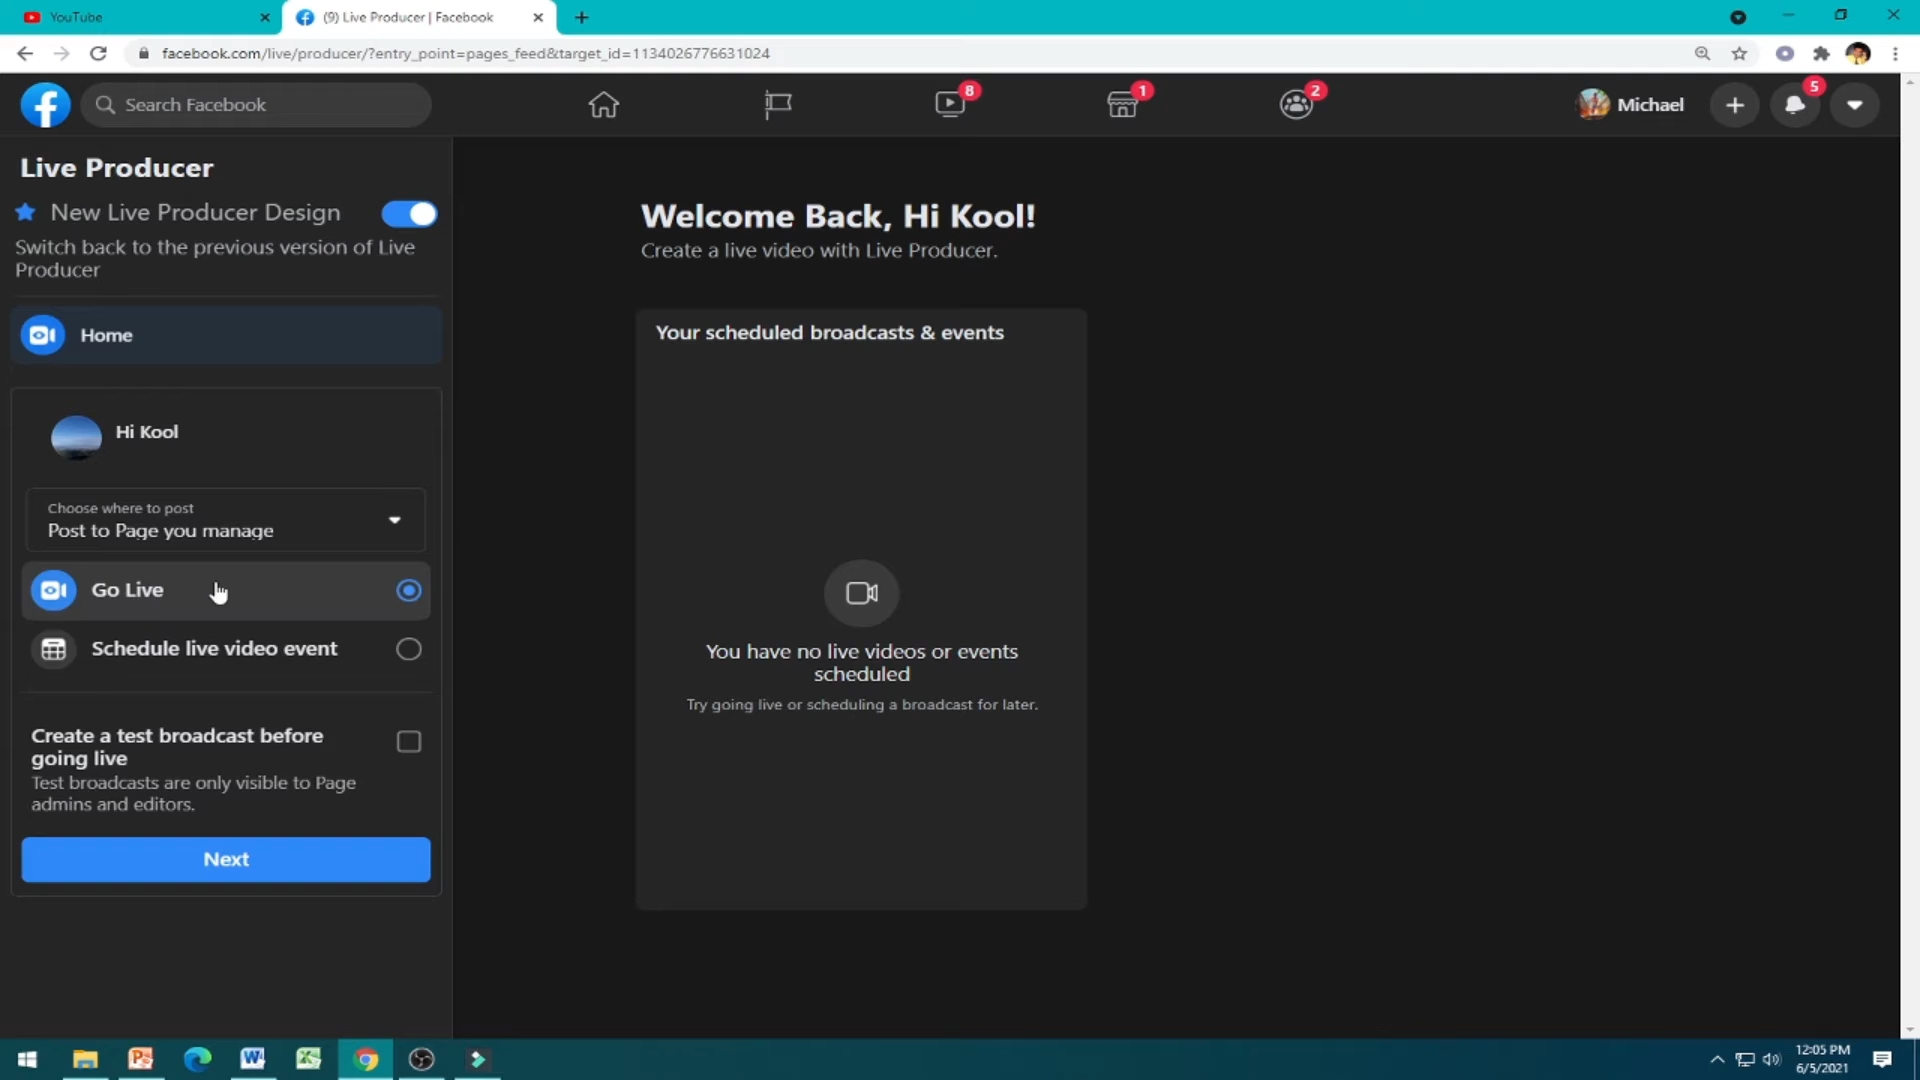 YouTube
(9) Live Producer | Facebook
facebook.com/live/producer/?entry_point=pages_feed&target_id=1134026776631024
Search Facebook
8
1
2
Michael
5
Live Producer
New Live Producer Design
Switch back to the previous version of Live
Producer
Home
Hi Kool
Choose where to post
Post to Page you manage
Go Live
Schedule live video event
Create a test broadcast before
going live
Test broadcasts are only visible to Page
admins and editors.
Next
Welcome Back, Hi Kool!
Create a live video with Live Producer.
Your scheduled broadcasts & events
You have no live videos or events
scheduled
Try going live or scheduling a broadcast for later.
12:05 PM
6/5/2021